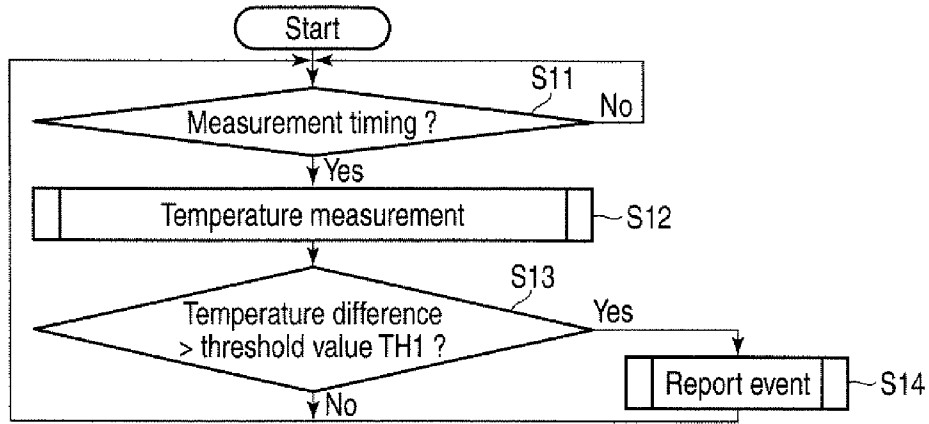 Start
S11
Measurement timing ?
No
Yes
Temperature measurement
S12
S13
Temperature difference
> threshold value TH1 ?
Yes
Report event
S14
No